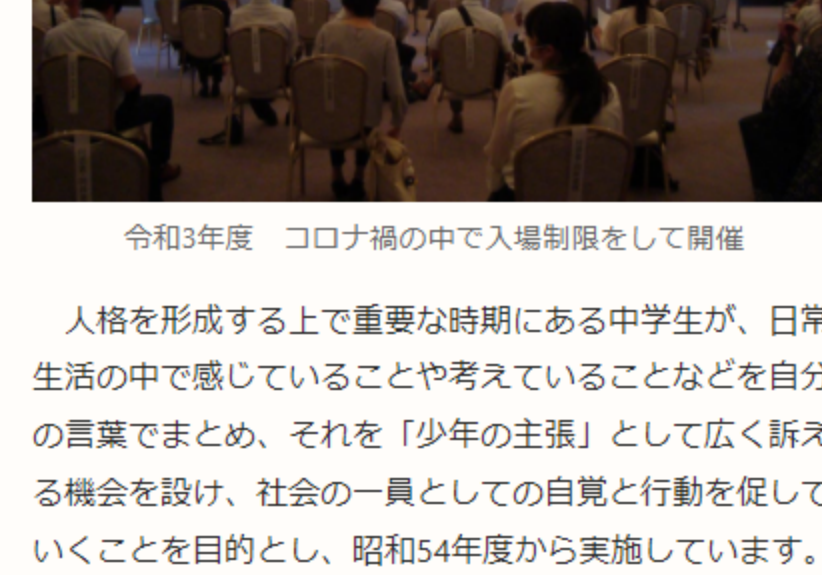 令和3年度　コロナ禍の中で入場制限をして開催
人格を形成する上で重要な時期にある中学生が、日常
生活の中で感じていることや考えていることなどを自分
の言葉でまとめ、それを「少年の主張」として広く訴え
る機会を設け、社会の一員としての自覚と行動を促して
いくことを目的とし、昭和54年度から実施しています。